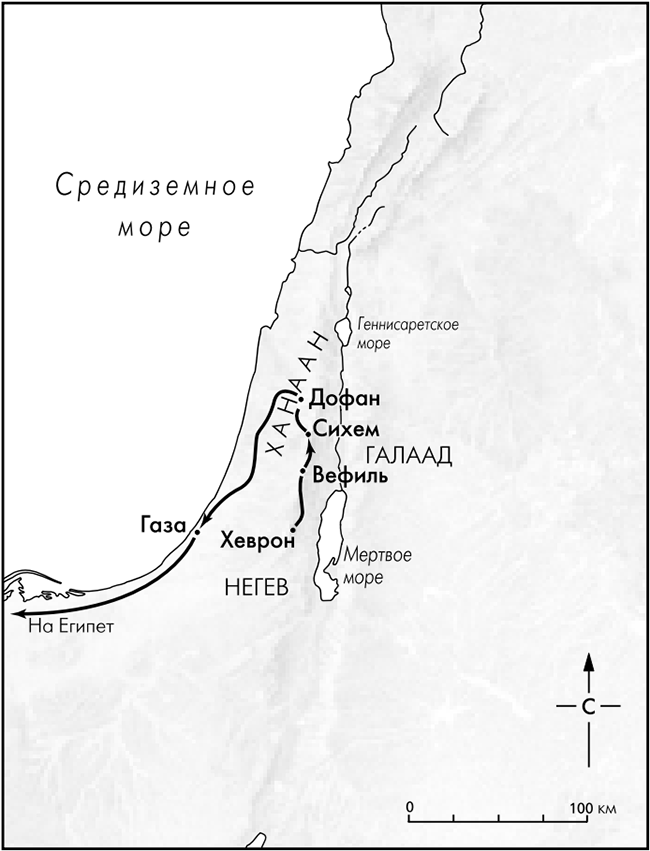 Средиземное
море
Геннисаретское
море
ХАНААН
Дофан
Сихем
ГАЛААД
Вефиль
Газа
Хеврон
Мертвое
море
НЕГЕВ
На Египет
С
0
100 км